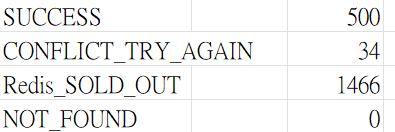 SUCCESS 500
CONFLICT_TRY_AGAIN 34
Redis_SOLD_OUT 1466
NOT_FOUND 0